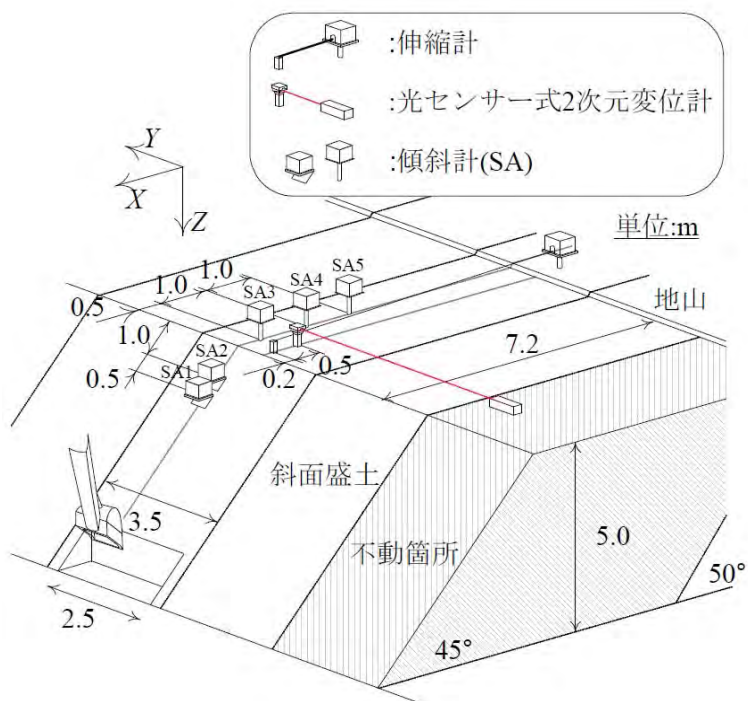 :伸縮計
:光センサー式2次元変位計
:傾斜計(SA)
Y
X
Z
単位:m
地山
1.0
1.0
0.5
SA5
SA4
SA3
1.0
SA2
SA1
0.5
7.2
0.5
0.2
斜面盛土
3.5
不動箇所
5.0
50°
45°
2.5